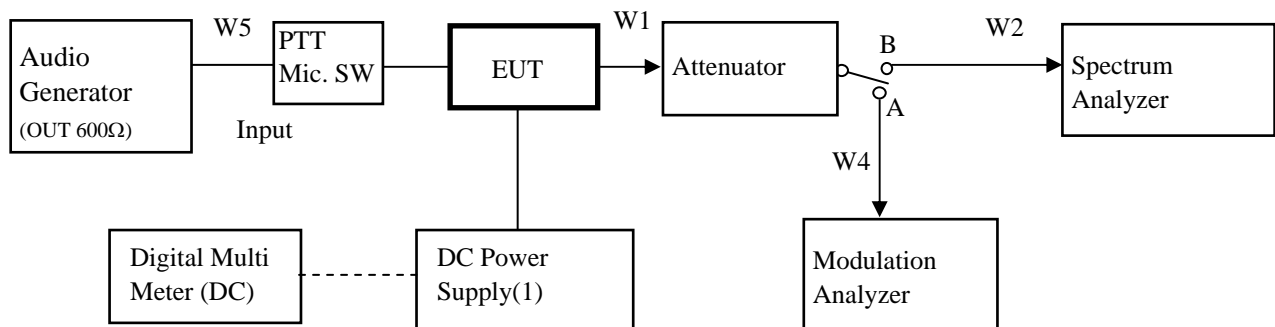 W5
Audio
Generator
(OUT 600Ω)
PTT
Mic. SW
Input
EUT
W1
Attenuator
B
A
W2
Spectrum
Analyzer
W4
Digital Multi
Meter (DC)
DC Power
Supply(1)
Modulation
Analyzer